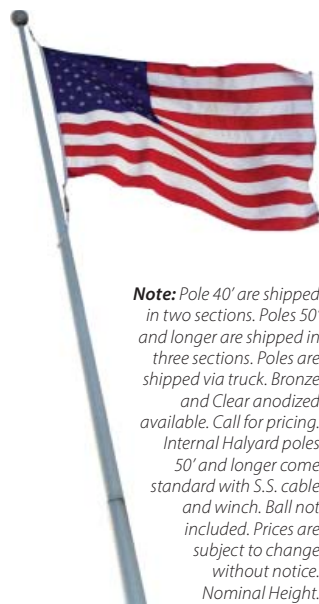 Note: Pole 40' are shipped
in two sections. Poles 50'
and longer are shipped in
three sections. Poles are
shipped via truck. Bronze
and Clear anodized
available. Call for pricing.
Internal Halyard poles
50' and longer come
standard with S.S. cable
and winch. Ball not
included. Prices are
subject to change
without notice.
Nominal Height.